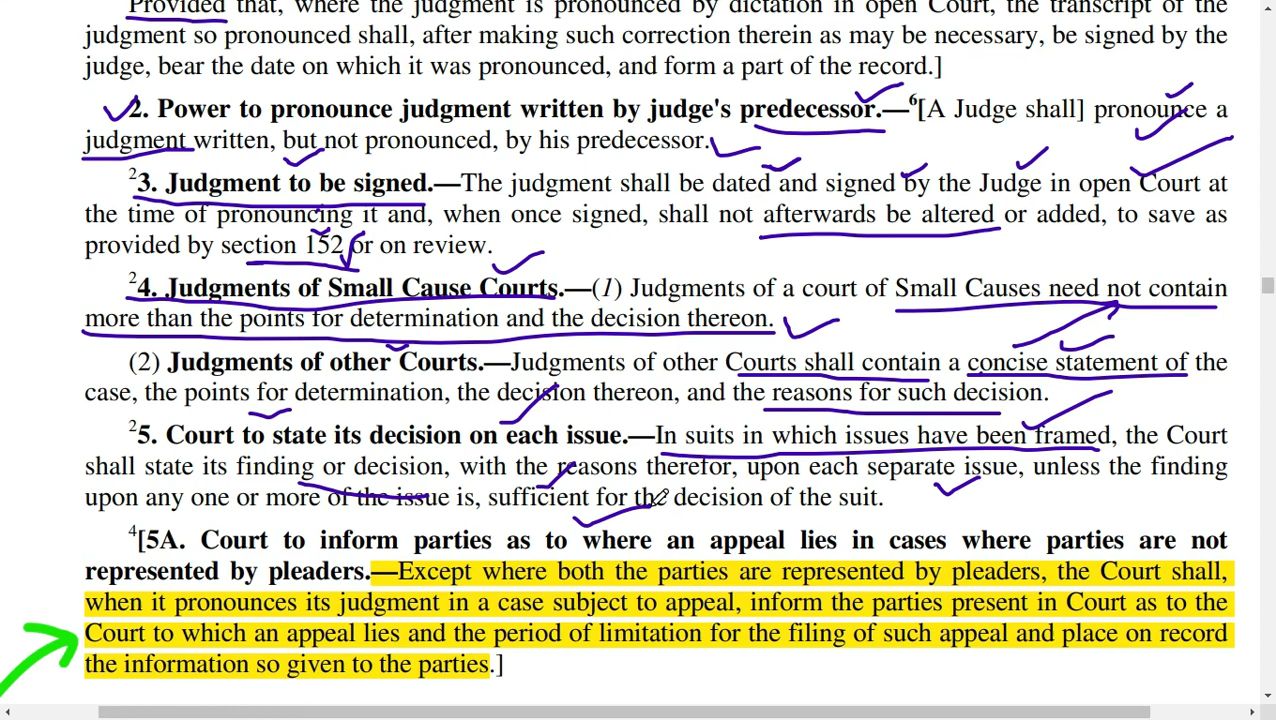 Provided that, where the judgment is pronounced by dictation in open Court, the transcript of the
judgment so pronounced shall, after making such correction therein as may be necessary, be signed by the
judge, bear the date on which it was pronounced, and form a part of the record.]
2. Power to pronounce judgment written by judge's predecessor.—6[A Judge shall] pronounce a
judgment written, but not pronounced, by his predecessor.
23. Judgment to be signed.—The judgment shall be dated and signed by the Judge in open Court at
the time of pronouncing it and, when once signed, shall not afterwards be altered or added, to save as
provided by section 152 or on review.
24. Judgments of Small Cause Courts.—(1) Judgments of a court of Small Causes need not contain
more than the points for determination and the decision thereon.
(2) Judgments of other Courts.—Judgments of other Courts shall contain a concise statement of the
case, the points for determination, the decision thereon, and the reasons for such decision.
25. Court to state its decision on each issue.—In suits in which issues have been framed, the Court
shall state its finding or decision, with the reasons therefor, upon each separate issue, unless the finding
upon any one or more of the issue is, sufficient for the decision of the suit.
4[5A. Court to inform parties as to where an appeal lies in cases where parties are not
represented by pleaders.—Except where both the parties are represented by pleaders, the Court shall,
when it pronounces its judgment in a case subject to appeal, inform the parties present in Court as to the
Court to which an appeal lies and the period of limitation for the filing of such appeal and place on record
the information so given to the parties.]